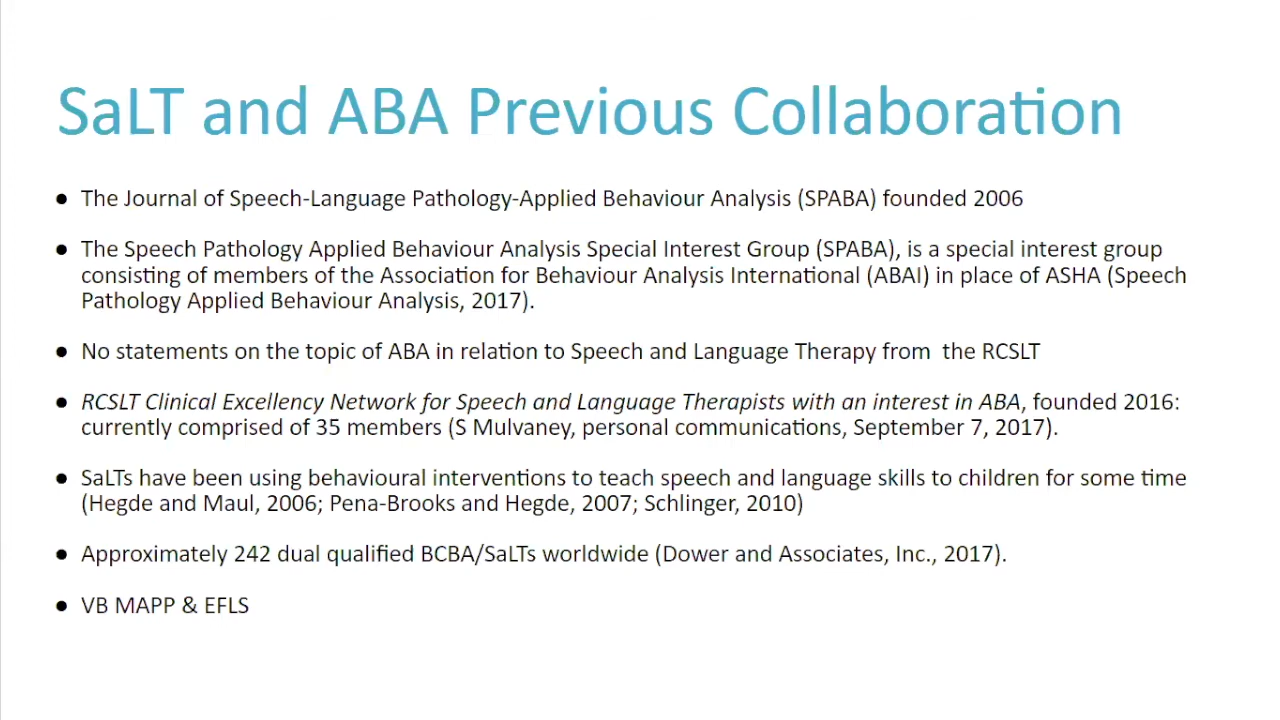 SaLT and ABA Previous Collaboration
● The Journal of Speech-Language Pathology-Applied Behaviour Analysis (SPABA) founded 2006
● The Speech Pathology Applied Behaviour Analysis Special Interest Group (SPABA), is a special interest group
consisting of members of the Association for Behaviour Analysis International (ABAI) in place of ASHA (Speech
Pathology Applied Behaviour Analysis, 2017).
● No statements on the topic of ABA in relation to Speech and Language Therapy from  the RCSLT
● RCSLT Clinical Excellency Network for Speech and Language Therapists with an interest in ABA, founded 2016:
currently comprised of 35 members (S Mulvaney, personal communications, September 7, 2017).
● SaLTs have been using behavioural interventions to teach speech and language skills to children for some time
(Hegde and Maul, 2006; Pena-Brooks and Hegde, 2007; Schlinger, 2010)
● Approximately 242 dual qualified BCBA/SaLTs worldwide (Dower and Associates, Inc., 2017).
● VB MAPP & EFLS